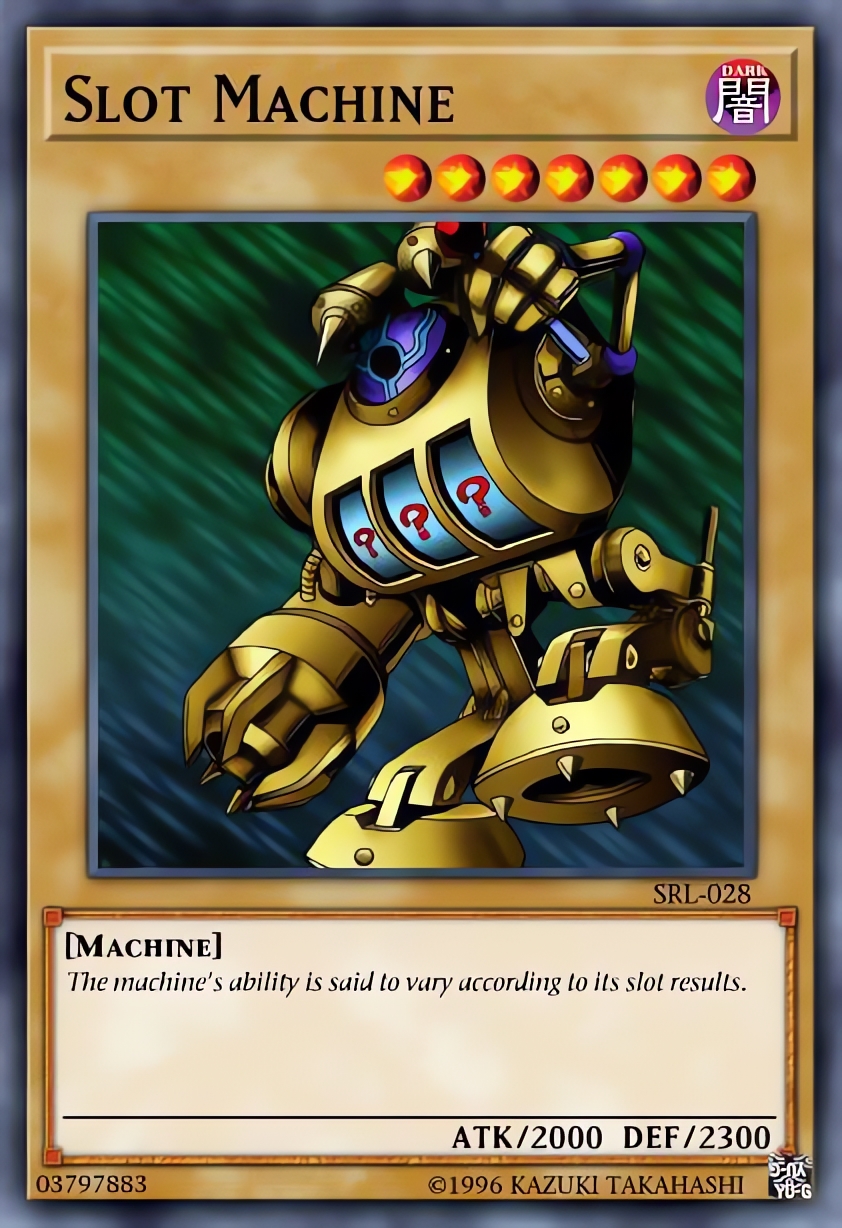 Slot Machine
DARK
闇
? ? ?
SRL-028
[Machine]
The machine's ability is said to vary according to its slot results.
ATK/2000 DEF/2300
03797883
©1996 KAZUKI TAKAHASHI